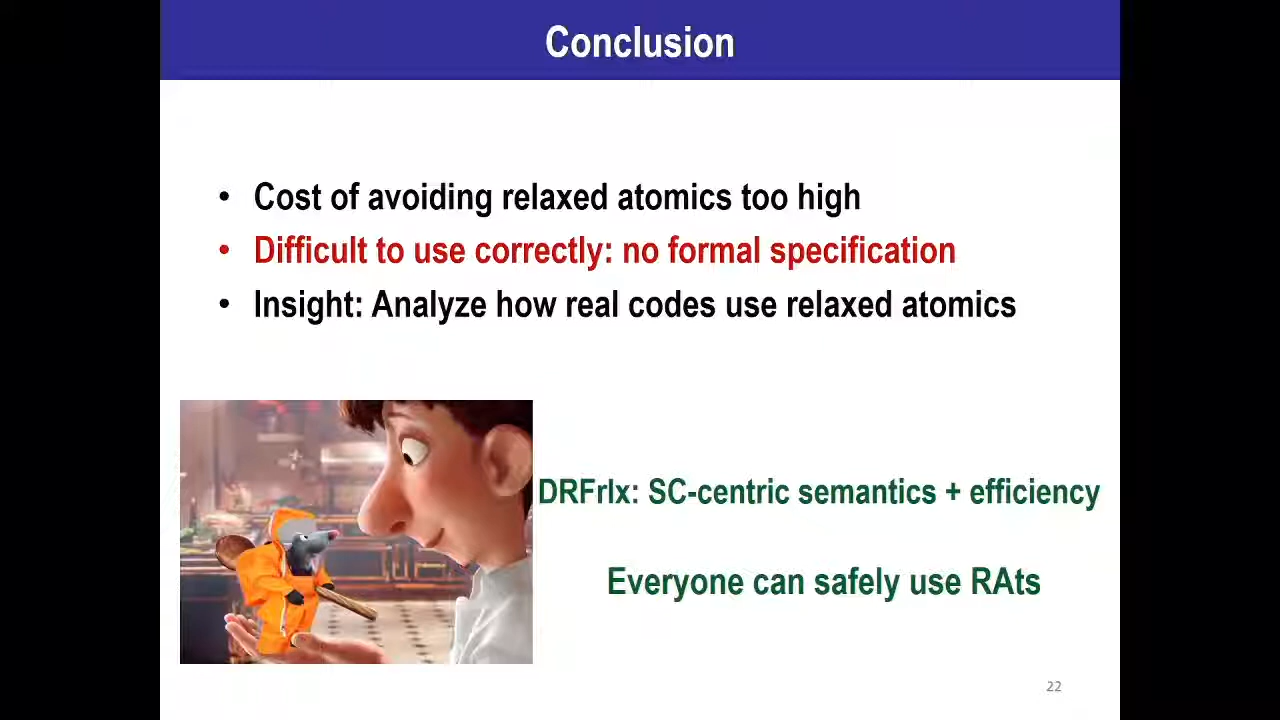 Conclusion
• Cost of avoiding relaxed atomics too high
• Difficult to use correctly: no formal specification
• Insight: Analyze how real codes use relaxed atomics
DRFrlx: SC-centric semantics + efficiency
Everyone can safely use RAts
22